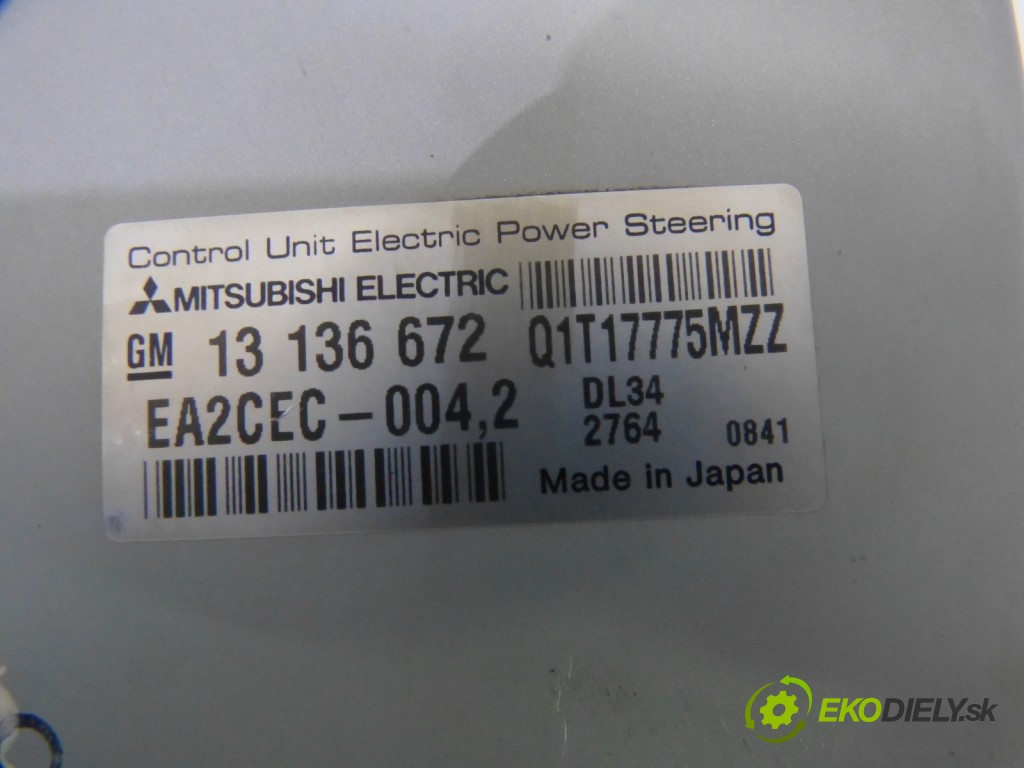 Control Unit Electric Power Steering
MITSUBISHI ELECTRIC
GM 13 136 672 Q1T17775MZZ
EA2CEC-004,2 DL34
2764 0841
Made in Japan
EKODIELY.sk